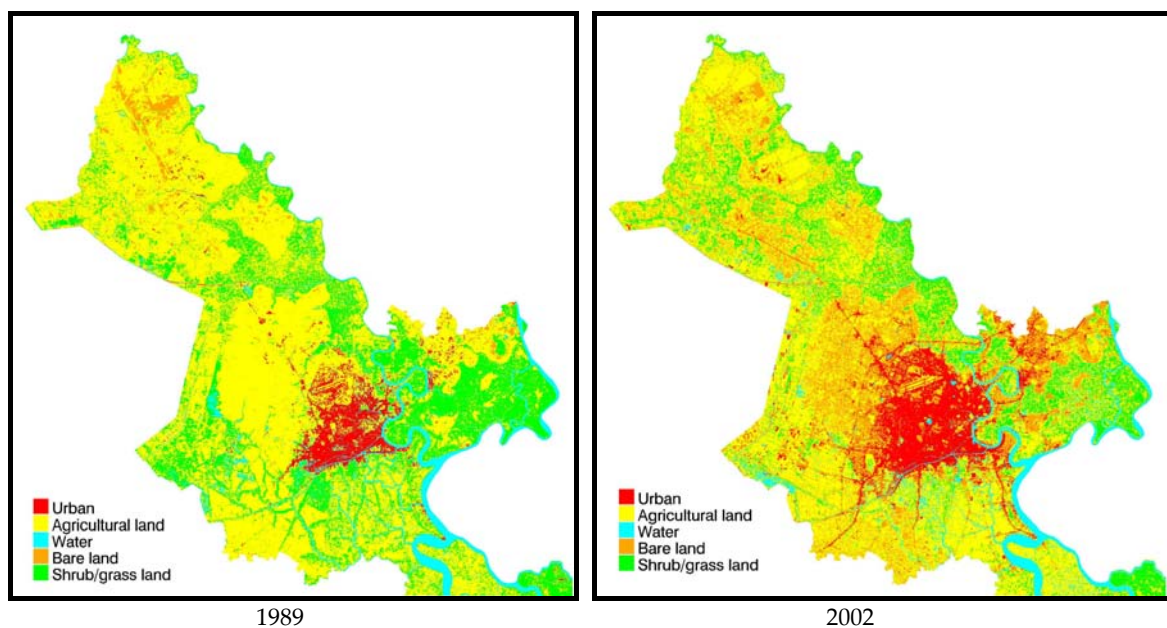 Urban
Agricultural land
Water
Bare land
Shrub/grass land
Urban
Agricultural land
Water
Bare land
Shrub/grass land
1989
2002